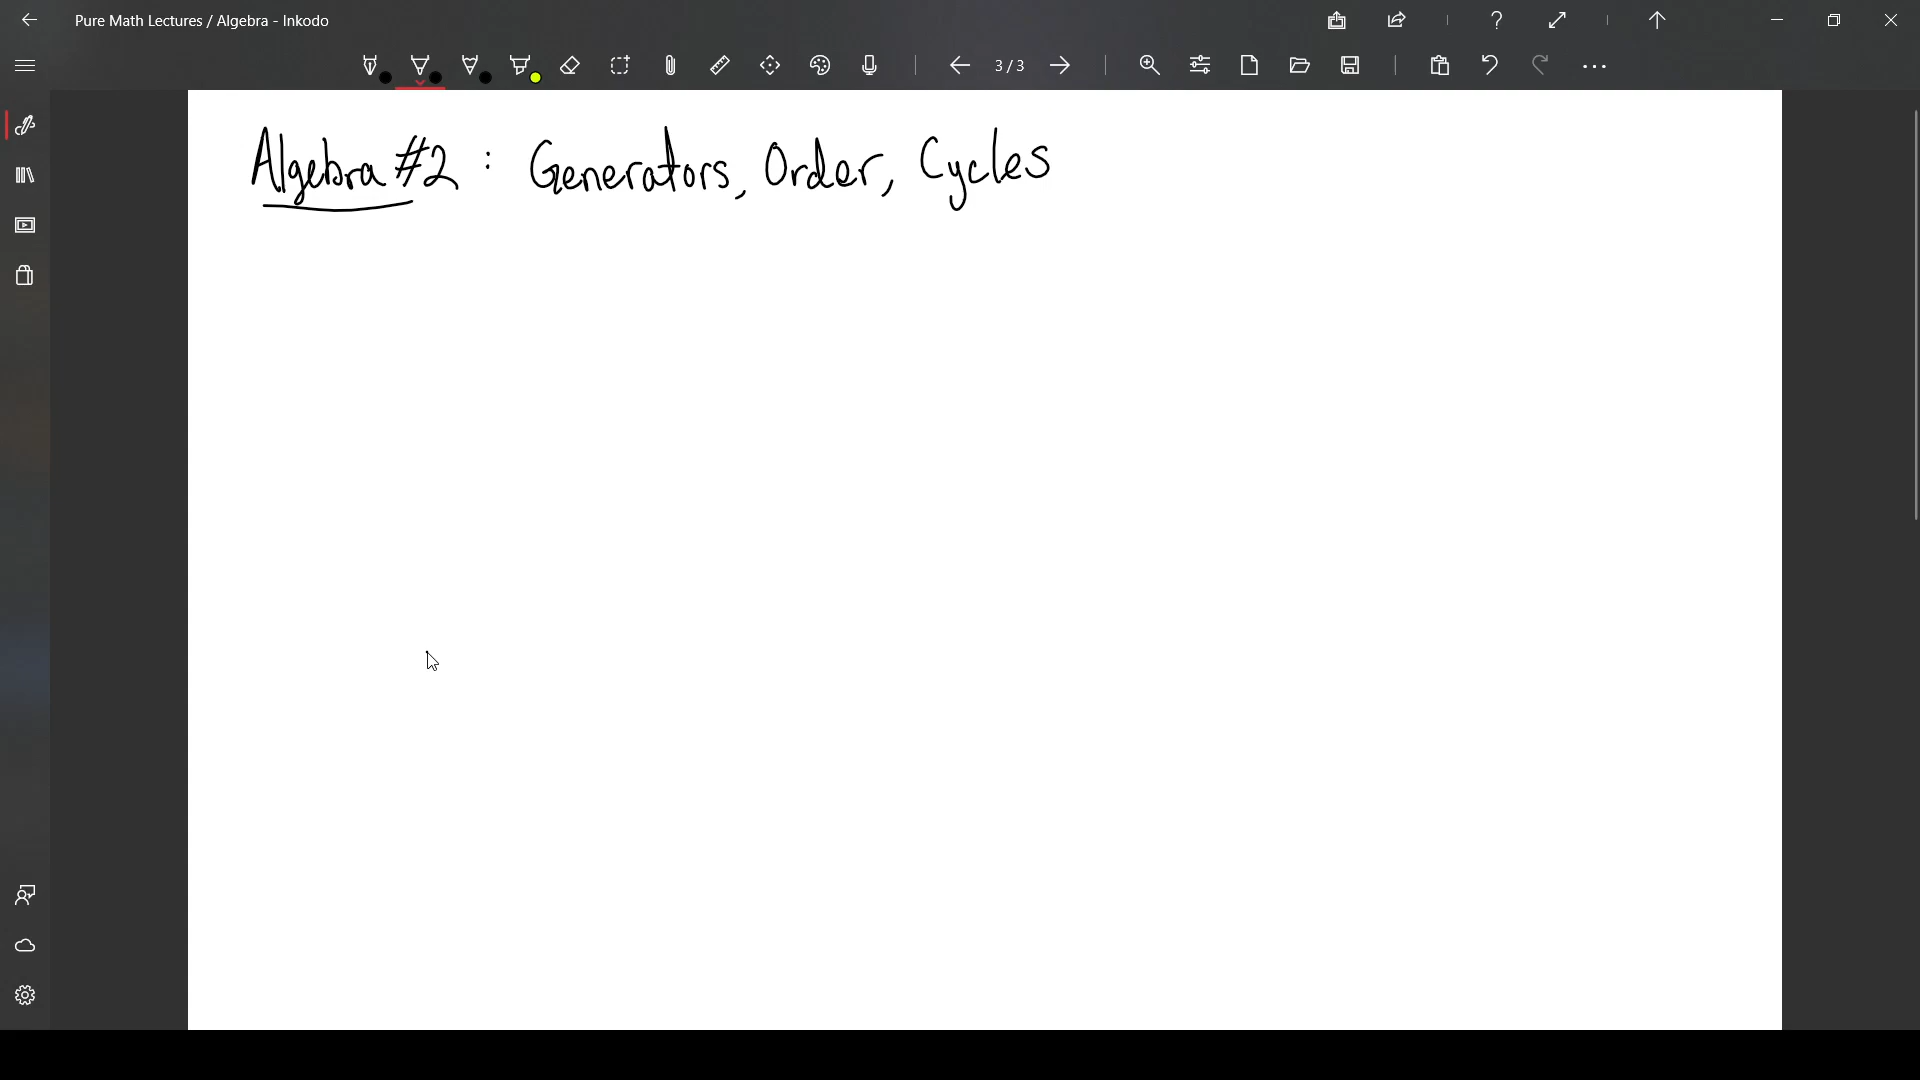 Pure Math Lectures / Algebra - Inkodo
3 / 3
Algebra #2 : Generators, Order, Cycles